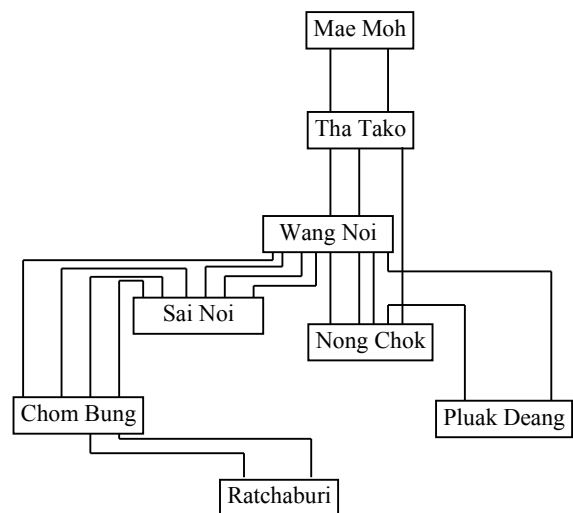 Mae Moh
Tha Tako
Wang Noi
Sai Noi
Nong Chok
Chom Bung
Pluak Deang
Ratchaburi